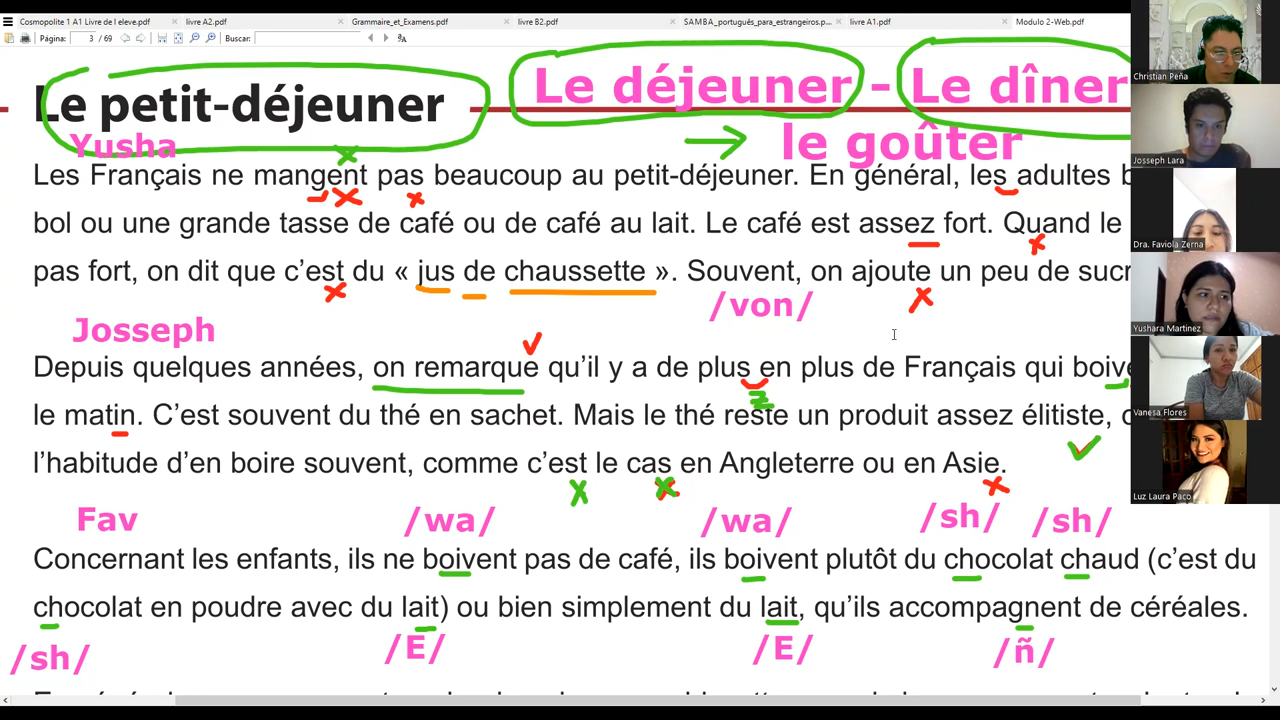 Cosmopolite 1 A1 Livre de l eleve.pdf livre A2.pdf Grammaire_et_Examens.pdf livre B2.pdf SAMBA_portugués_para_estrangeiros.p... livre A1.pdf Modulo 2-Web.pdf
Página: 3 / 69 Buscar:
Le petit-déjeuner Le déjeuner - Le dîner
→ le goûter
Yusha
Les Français ne mangent pas beaucoup au petit-déjeuner. En général, les adultes b
bol ou une grande tasse de café ou de café au lait. Le café est assez fort. Quand le
pas fort, on dit que c'est du « jus de chaussette ». Souvent, on ajoute un peu de sucr
/von/
Josseph
Depuis quelques années, on remarque qu'il y a de plus en plus de Français qui boive
le matin. C'est souvent du thé en sachet. Mais le thé reste un produit assez élitiste,
l'habitude d'en boire souvent, comme c'est le cas en Angleterre ou en Asie.
Fav /wa/ /wa/ /sh/ /sh/
Concernant les enfants, ils ne boivent pas de café, ils boivent plutôt du chocolat chaud (c'est du
chocolat en poudre avec du lait) ou bien simplement du lait, qu'ils accompagnent de céréales.
/sh/ /E/ /E/ /ñ/
Christian Peña
Josseph Lara
Dra. Faviola Zerna
Yushara Martinez
Vanesa Flores
Luz Laura Paco